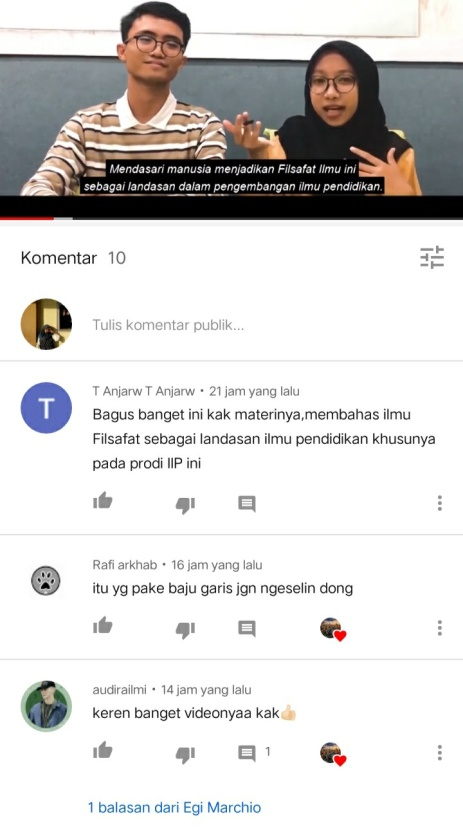 Mendasari manusia menjadikan Filsafat Ilmu ini
sebagai landasan dalam pengembangan ilmu pendidikan.
Komentar 10
Tulis komentar publik...
T Anjarw T Anjarw • 21 jam yang lalu
T
Bagus banget ini kak materinya,membahas ilmu
Filsafat sebagai landasan ilmu pendidikan khusunya
pada prodi IIP ini
Rafi arkhab • 16 jam yang lalu
itu yg pake baju garis jgn ngeselin dong
audirailmi • 14 jam yang lalu
keren banget videonyaa kak👍🏻
1
1 balasan dari Egi Marchio